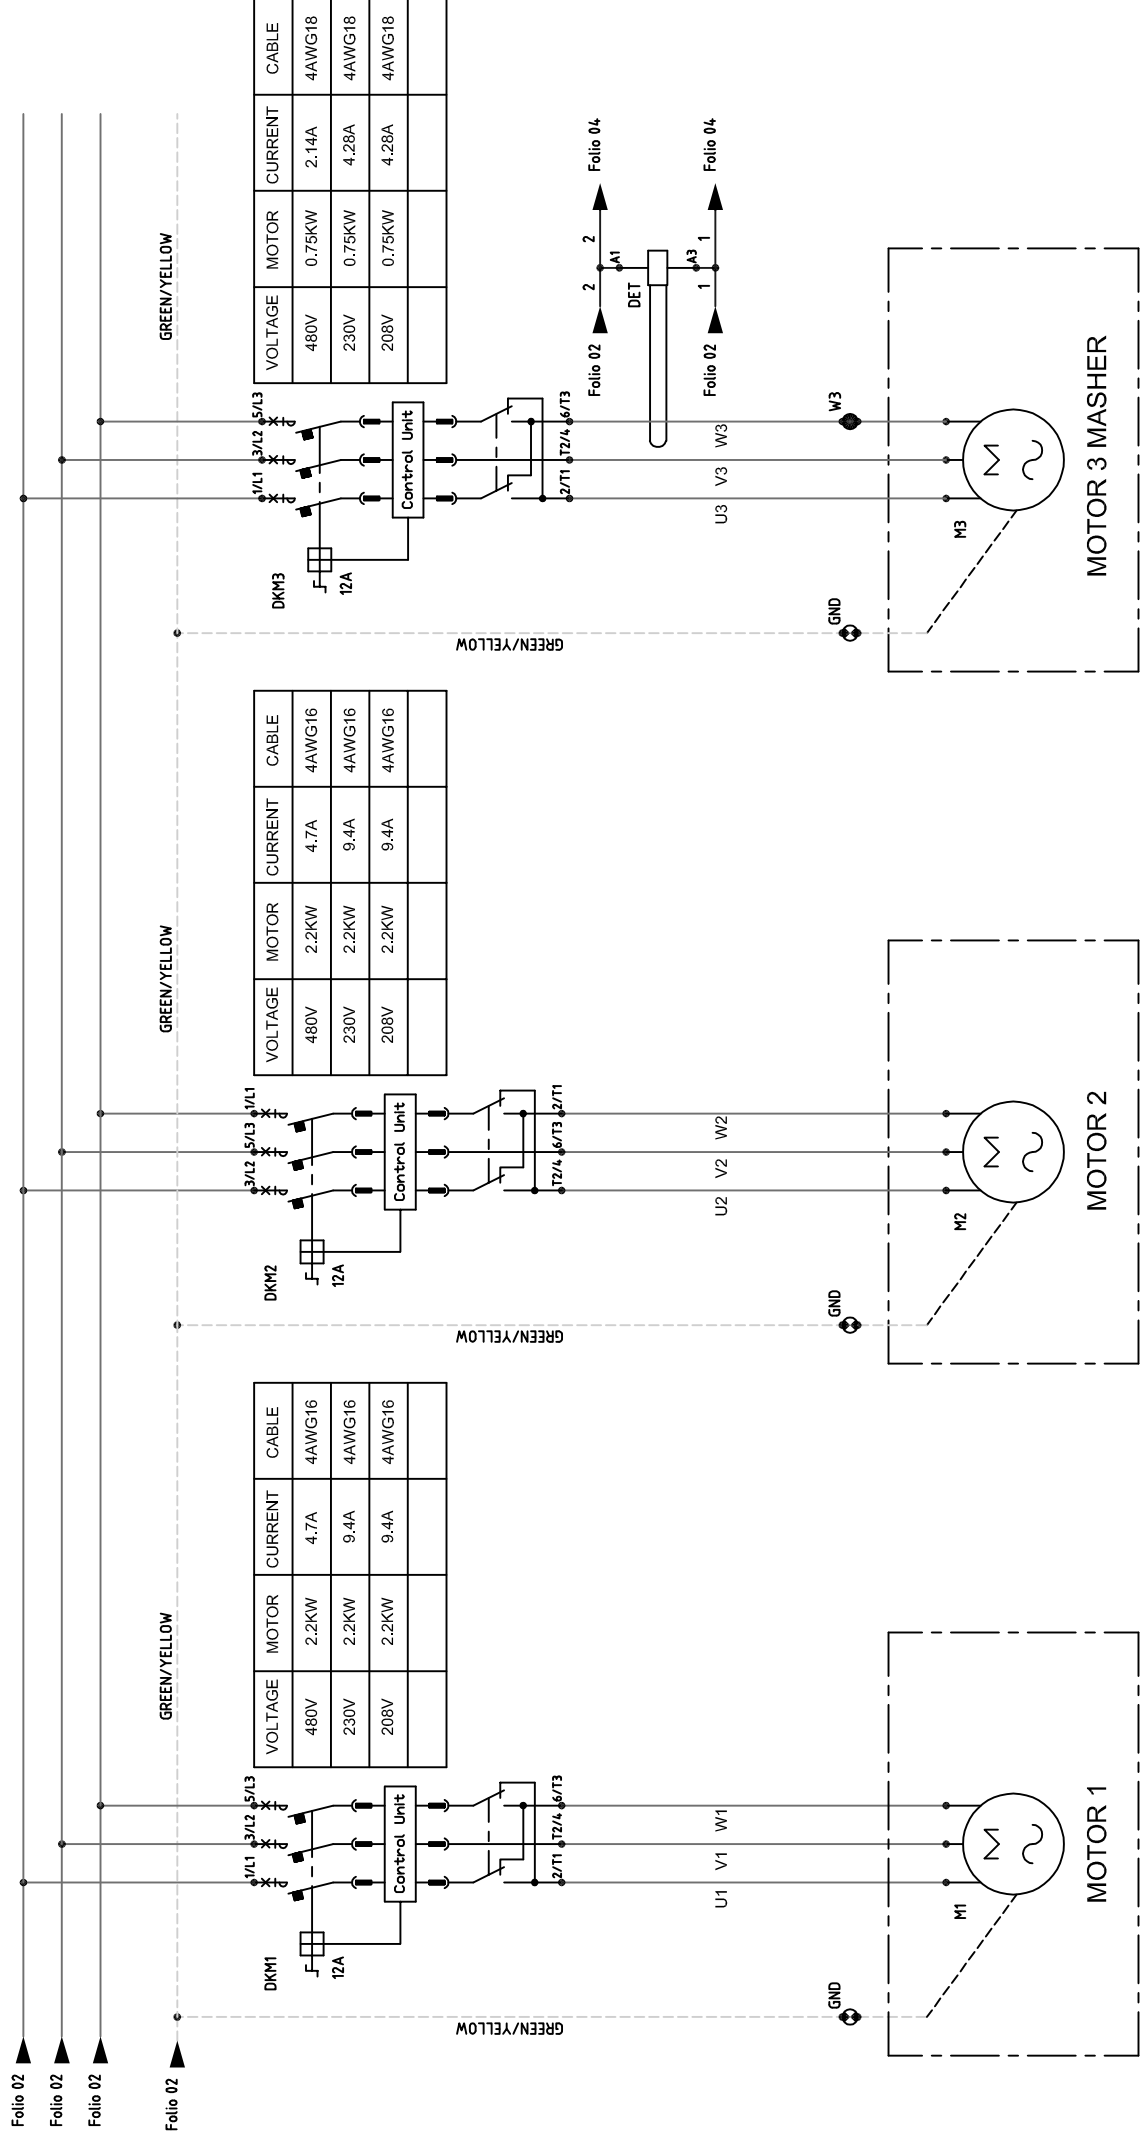 Folio 02
Folio 02
Folio 02
Folio 02
GREEN/YELLOW
GREEN/YELLOW
GREEN/YELLOW
1/L1 3/L2 5/L3
DKM1
12A
Control Unit
2/T1 T2/4 6/T3
VOLTAGE MOTOR CURRENT CABLE
480V 2.2KW 4.7A 4AWG16
230V 2.2KW 9.4A 4AWG16
208V 2.2KW 9.4A 4AWG16
GREEN/YELLOW
U1 V1 W1
GND
M1
M
MOTOR 1
3/L2 5/L3 1/L1
DKM2
12A
Control Unit
T2/4 6/T3 2/T1
VOLTAGE MOTOR CURRENT CABLE
480V 2.2KW 4.7A 4AWG16
230V 2.2KW 9.4A 4AWG16
208V 2.2KW 9.4A 4AWG16
GREEN/YELLOW
U2 V2 W2
GND
M2
M
MOTOR 2
1/L1 3/L2 5/L3
DKM3
12A
Control Unit
2/T1 T2/4 6/T3
VOLTAGE MOTOR CURRENT CABLE
480V 0.75KW 2.14A 4AWG18
230V 0.75KW 4.28A 4AWG18
208V 0.75KW 4.28A 4AWG18
GREEN/YELLOW
Folio 02 2 2 Folio 04
A1
DET
A3
Folio 02 1 1 Folio 04
U3 V3 W3
GND
W3
M3
M
MOTOR 3 MASHER